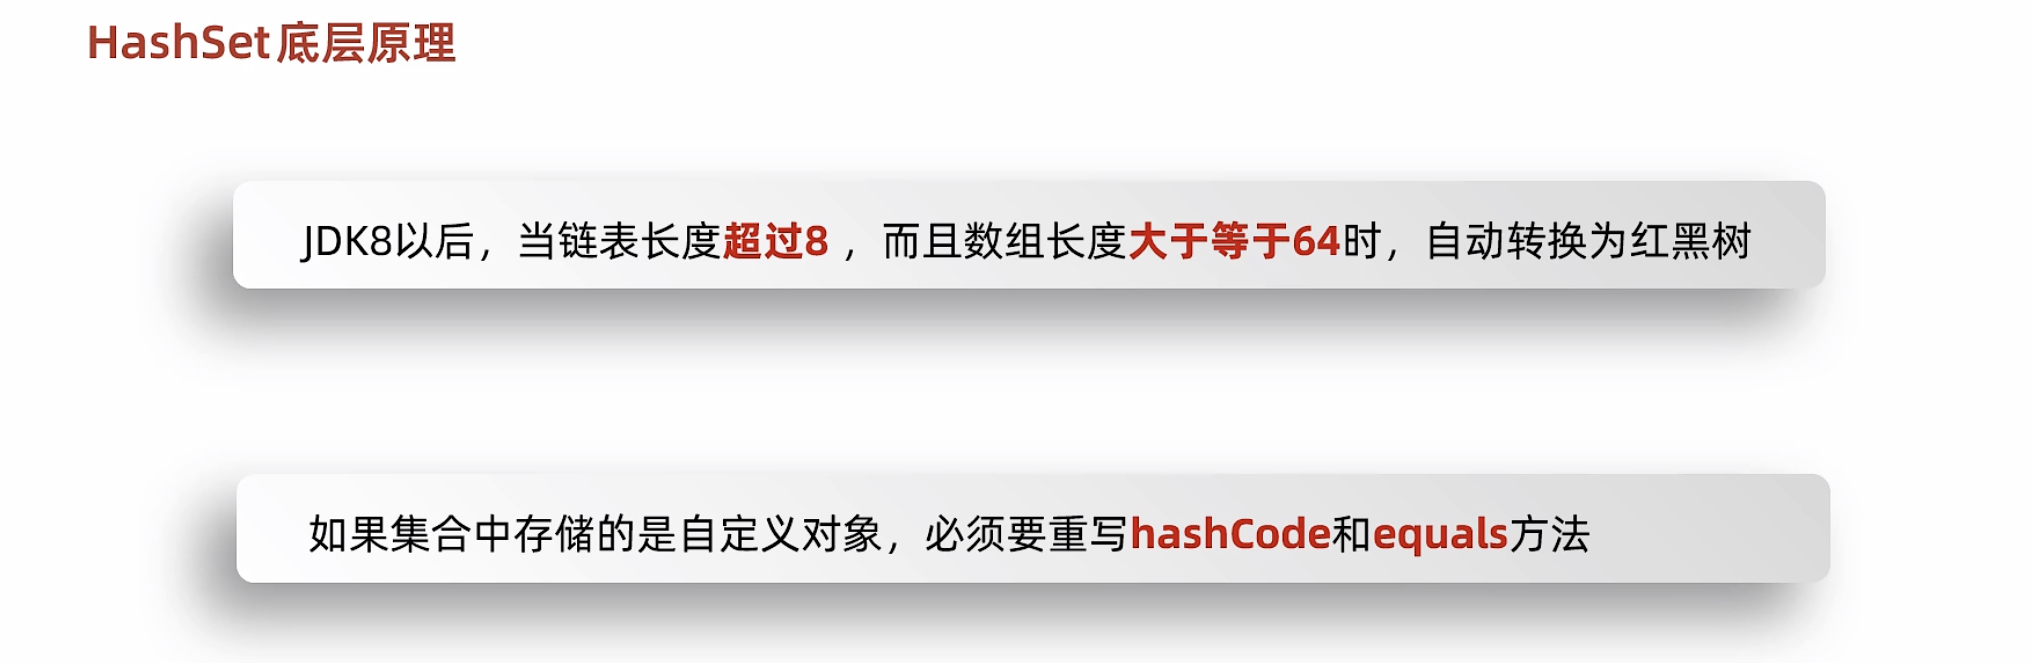 HashSet底层原理
JDK8以后，当链表长度超过8 ，而且数组长度大于等于64时，自动转换为红黑树
如果集合中存储的是自定义对象，必须要重写hashCode和equals方法